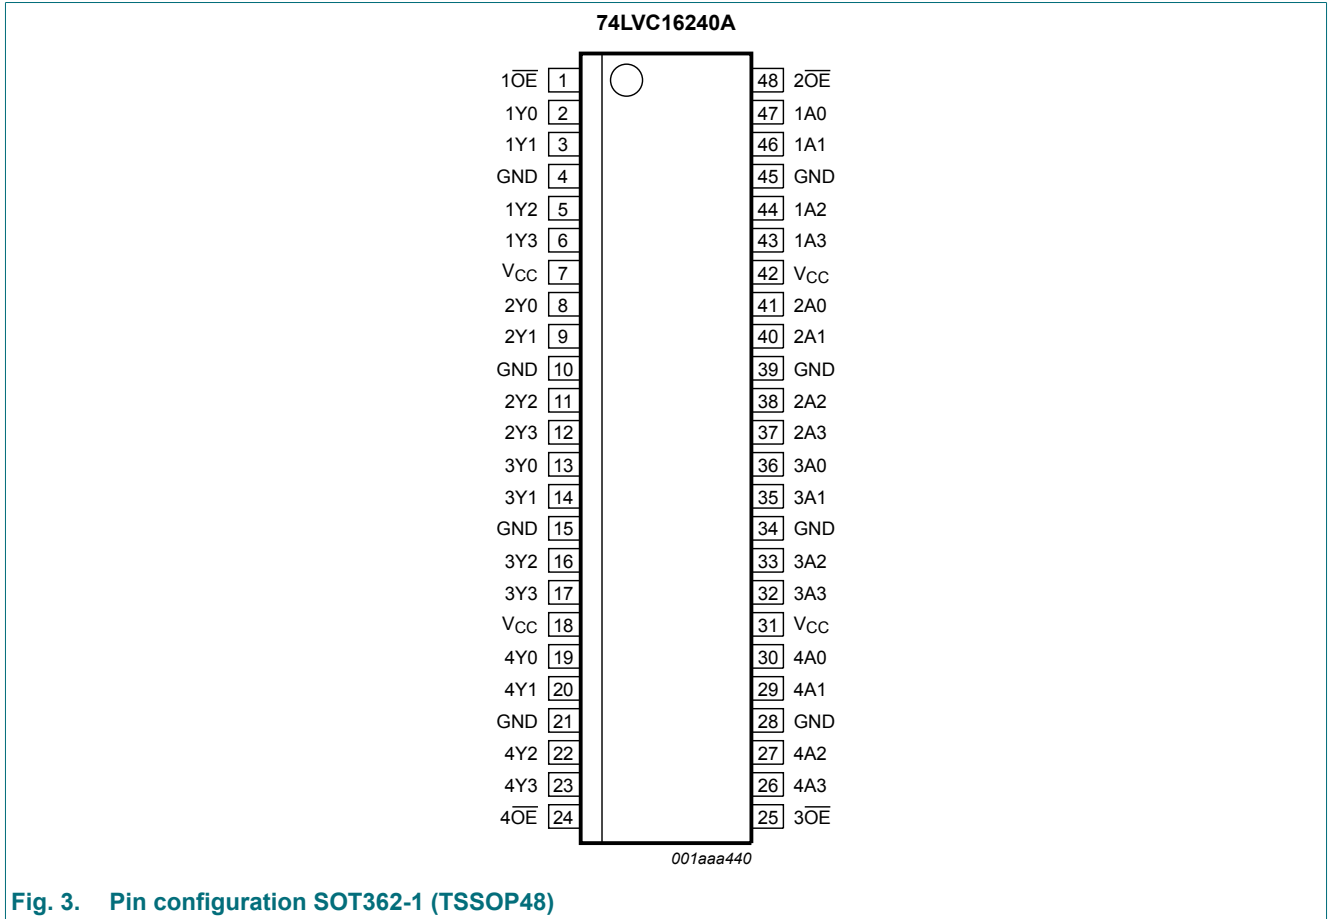 74LVC16240A
1O̅E̅ 1 48 2O̅E̅
1Y0 2 47 1A0
1Y1 3 46 1A1
GND 4 45 GND
1Y2 5 44 1A2
1Y3 6 43 1A3
VCC 7 42 VCC
2Y0 8 41 2A0
2Y1 9 40 2A1
GND 10 39 GND
2Y2 11 38 2A2
2Y3 12 37 2A3
3Y0 13 36 3A0
3Y1 14 35 3A1
GND 15 34 GND
3Y2 16 33 3A2
3Y3 17 32 3A3
VCC 18 31 VCC
4Y0 19 30 4A0
4Y1 20 29 4A1
GND 21 28 GND
4Y2 22 27 4A2
4Y3 23 26 4A3
4O̅E̅ 24 25 3O̅E̅
001aaa440
Fig. 3. Pin configuration SOT362-1 (TSSOP48)